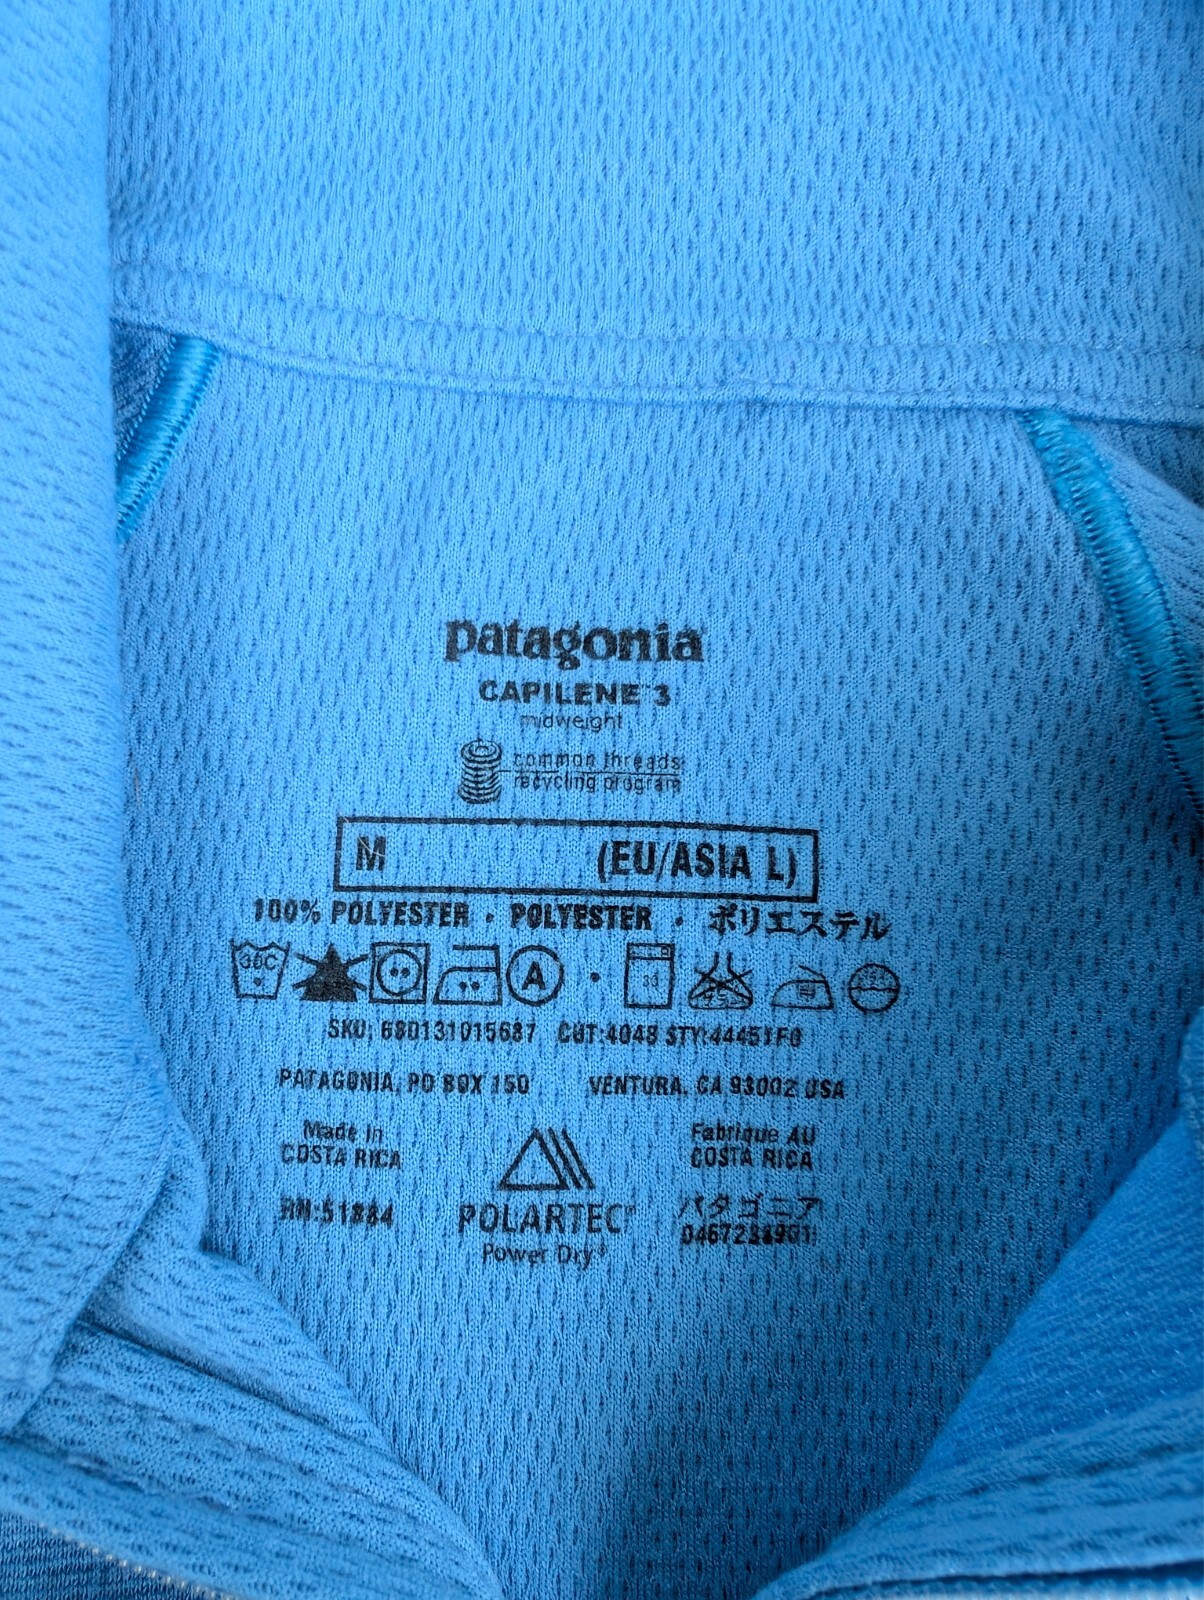 patagonia
CAPILENE 3
midweight
common threads
recycling program
M (EU/ASIA L)
100% POLYESTER · POLYESTER · ポリエステル
30C A · 30
SKU: 680131015687 CUT:4048 STY:44451F0
PATAGONIA, PO BOX 150 VENTURA, CA 93002 USA
Made in
COSTA RICA
Fabrique AU
COSTA RICA
RN:51884
POLARTEC
Power Dry®
パタゴニア